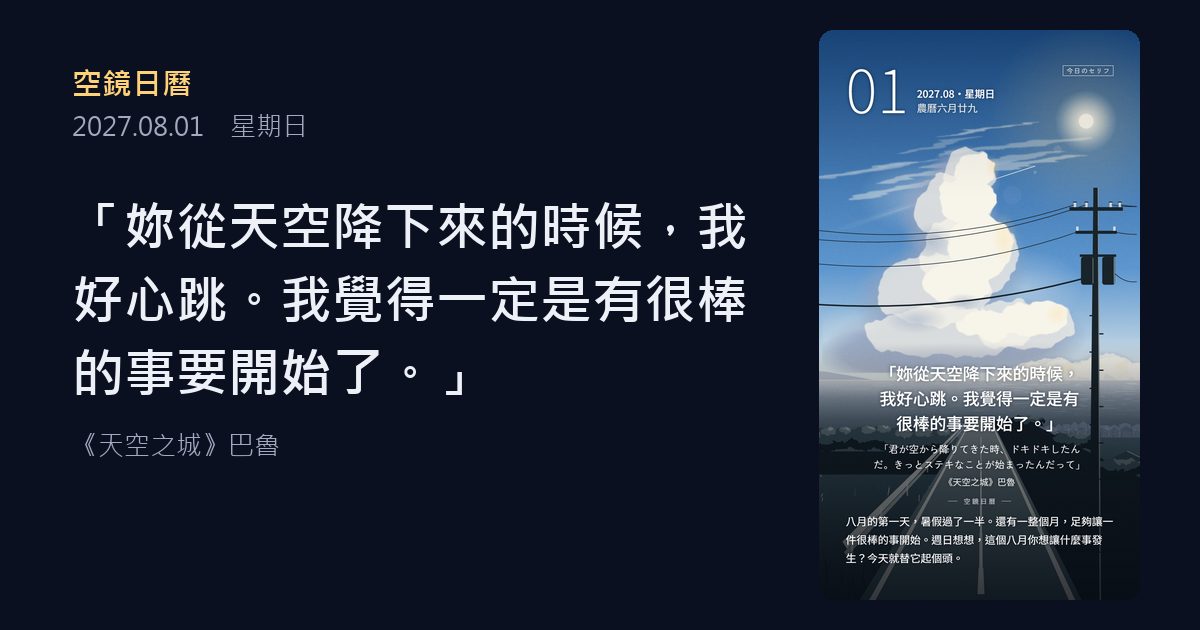 空鏡日曆
2027.08.01 星期日
「妳從天空降下來的時候，我
好心跳。我覺得一定是有很棒
的事要開始了。」
《天空之城》巴魯
01
2027.08・星期日
農曆六月廿九
今日のセリフ
「妳從天空降下來的時候，
我好心跳。我覺得一定是有
很棒的事要開始了。」
「君が空から降りてきた時、ドキドキしたん
だ。きっとステキなことが始まったんだって」
《天空之城》巴魯
— 空鏡日曆 —
八月的第一天，暑假過了一半。還有一整個月，足夠讓一
件很棒的事開始。週日想想，這個八月你想讓什麼事發
生？今天就替它起個頭。